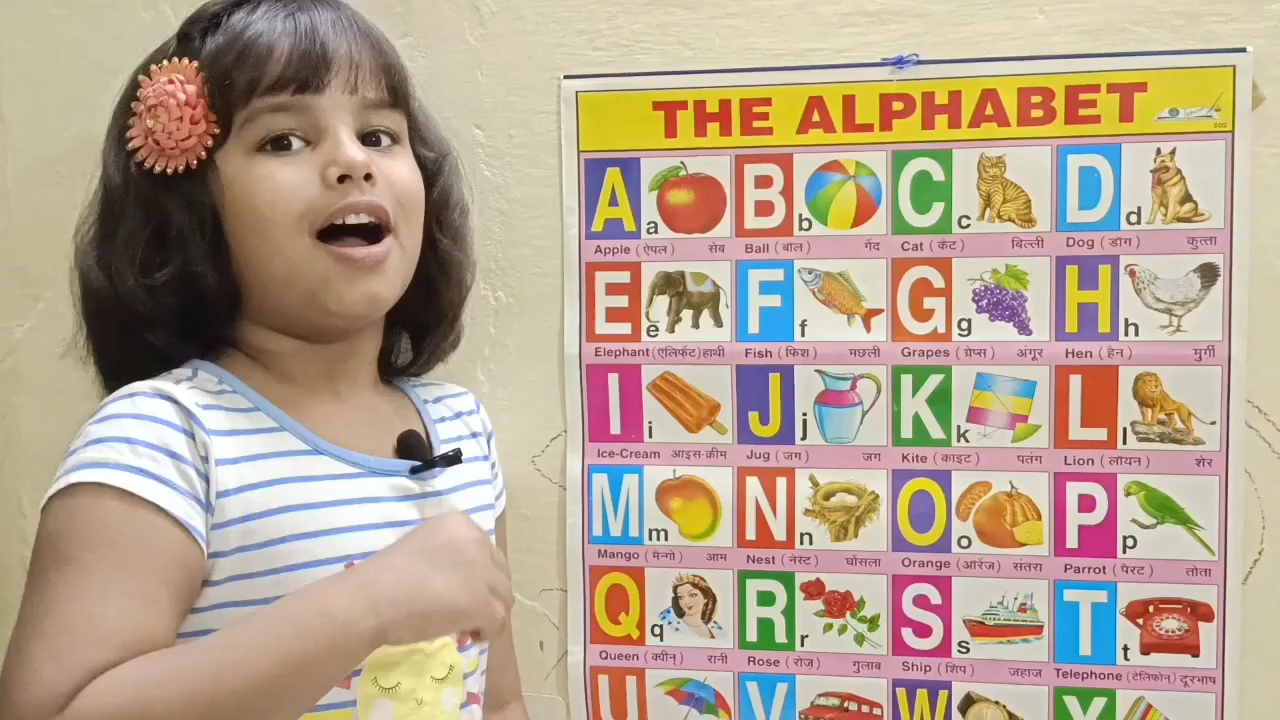 THE ALPHABET
502
A a B b C c D d
Apple (ऐपल) सेब Ball (बाल) गेंद Cat (कॅट) बिल्ली Dog (डॉग) कुत्ता
E e F f G g H h
Elephant (एलिफॅंट) हाथी Fish (फिश) मछली Grapes (ग्रेप्स) अंगूर Hen (हेन) मुर्गी
I i J j K k L l
Ice-Cream आइस-क्रीम Jug (जग) जग Kite (काइट) पतंग Lion (लॉयन) शेर
M m N n O o P p
Mango (मैन्गो) आम Nest (नेस्ट) घोंसला Orange (ऑरेंज) संतरा Parrot (पैरट) तोता
Q q R r S s T t
Queen (क्वीन्) रानी Rose (रोज़) गुलाब Ship (शिप) जहाज Telephone (टेलिफोन) दूरभाष
U V W X